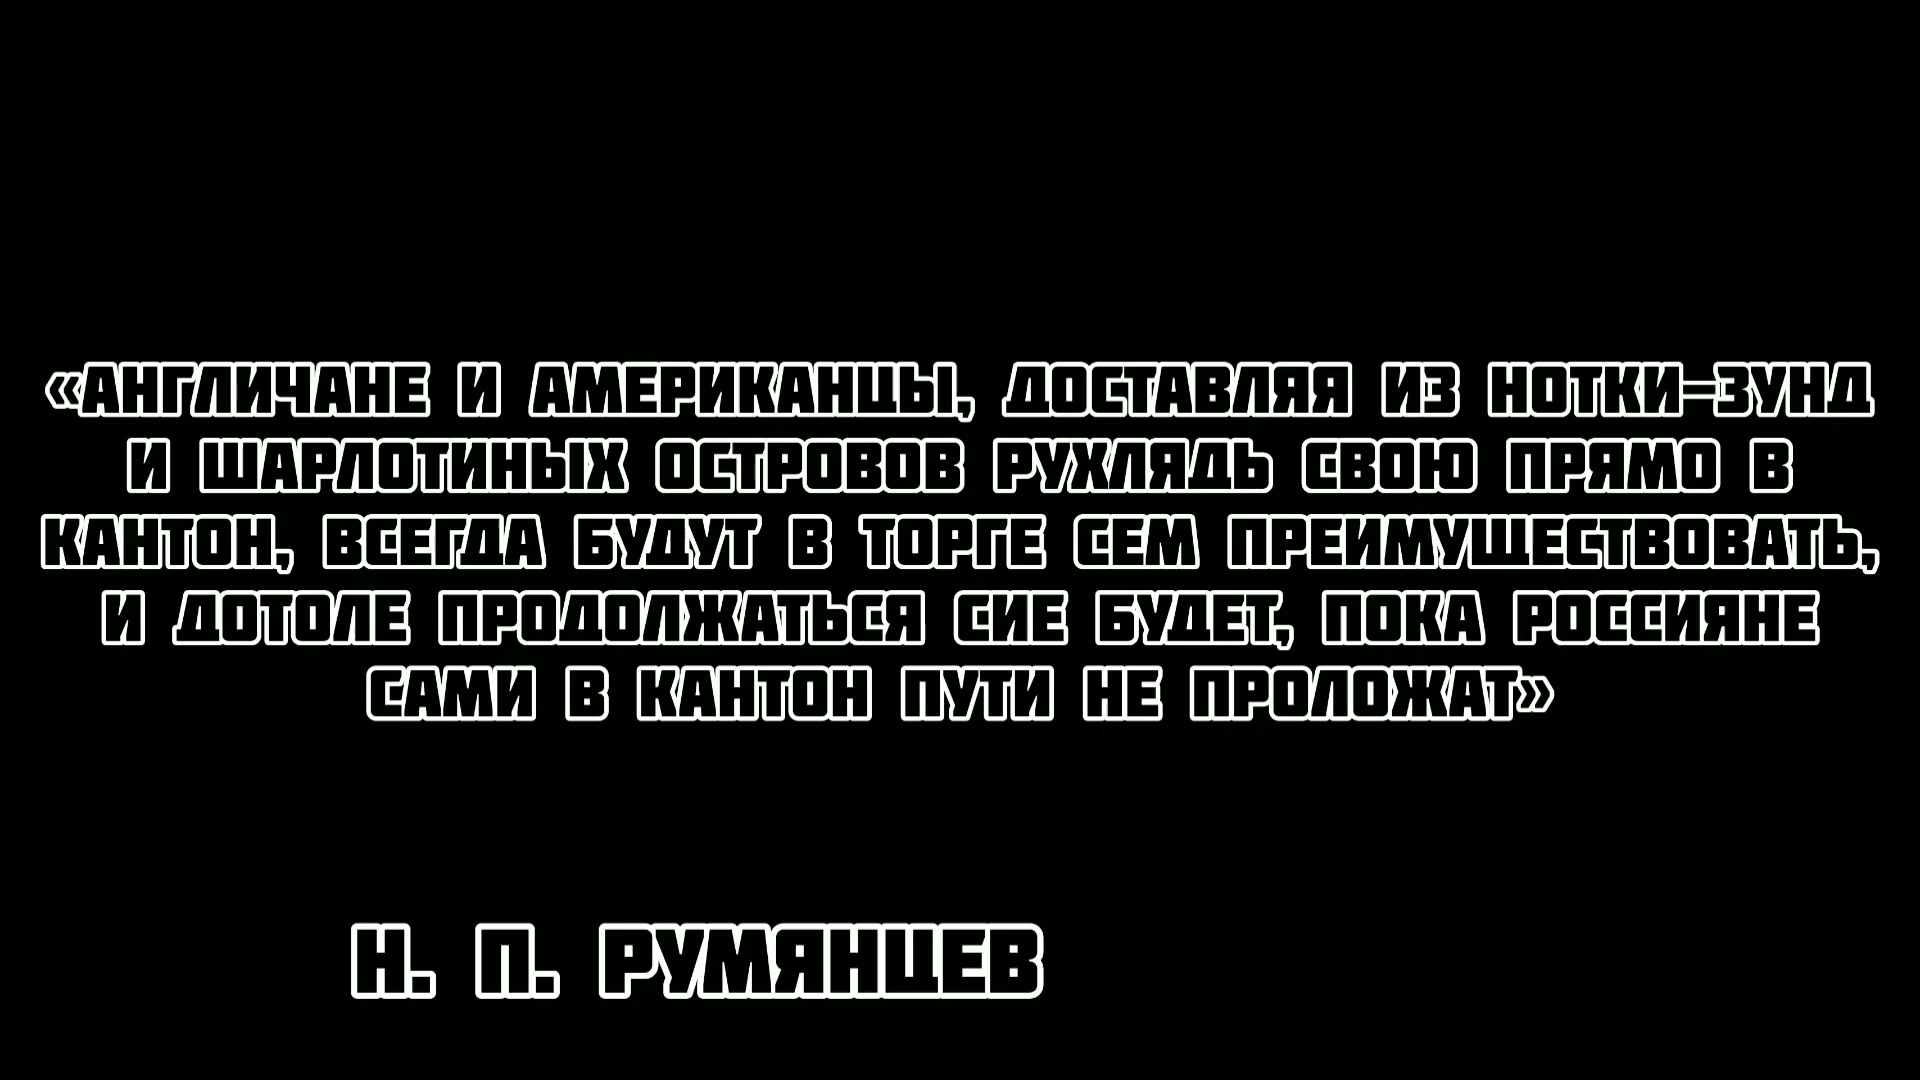 «АНГЛИЧАНЕ И АМЕРИКАНЦЫ, ДОСТАВЛЯЯ ИЗ НОТКИ-ЗУНД
И ШАРЛОТИНЫХ ОСТРОВОВ РУХЛЯДЬ СВОЮ ПРЯМО В
КАНТОН, ВСЕГДА БУДУТ В ТОРГЕ СЕМ ПРЕИМУЩЕСТВОВАТЬ,
И ДОТОЛЕ ПРОДОЛЖАТЬСЯ СИЕ БУДЕТ, ПОКА РОССИЯНЕ
САМИ В КАНТОН ПУТИ НЕ ПРОЛОЖАТ»
Н. П. РУМЯНЦЕВ